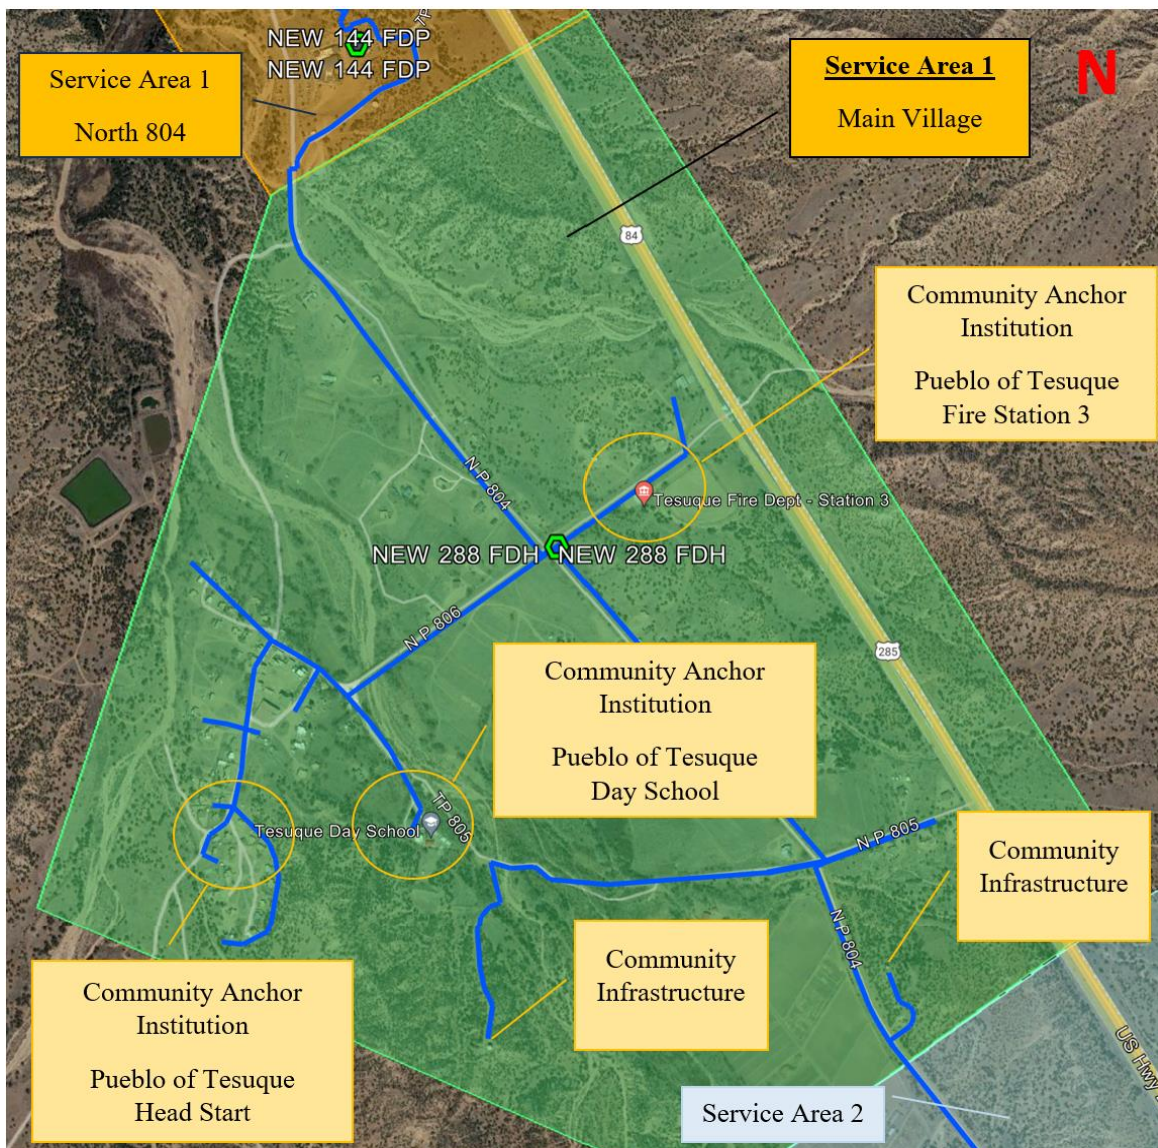 NEW 144 FDP
NEW 144 FDP
TP
Service Area 1
North 804
Service Area 1
Main Village
N
84
Community Anchor
Institution
Pueblo of Tesuque
Fire Station 3
N P 804
Tesuque Fire Dept - Station 3
NEW 288 FDH
NEW 288 FDH
N P 806
285
Community Anchor
Institution
Pueblo of Tesuque
Day School
TP 805
Tesuque Day School
N P 805
Community
Infrastructure
N P 804
Community
Infrastructure
Community Anchor
Institution
Pueblo of Tesuque
Head Start
US Hwy
Service Area 2